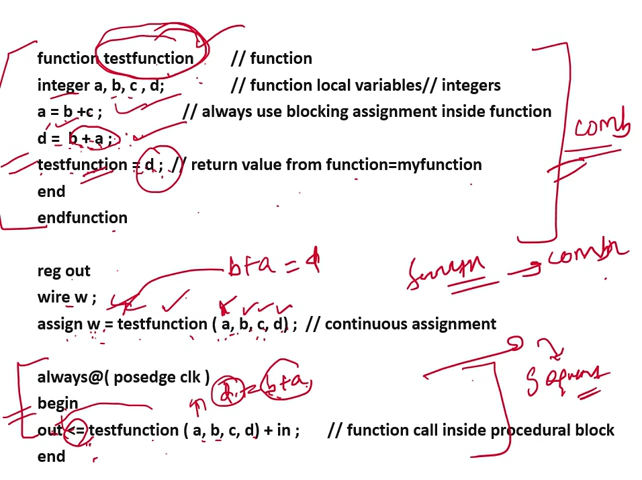 function testfunction // function
integer a, b, c , d; // function local variables// integers
a = b +c ; // always use blocking assignment inside function
d = b + a ;
testfunction = d ; // return value from function=myfunction
end
endfunction
comb
b+a = d
reg out
wire w ;
combn
assign w = testfunction ( a, b, c, d) ; // continuous assignment
always@( posedge clk )
d = b+a
begin
out <= testfunction ( a, b, c, d) + in ; // function call inside procedural block
end